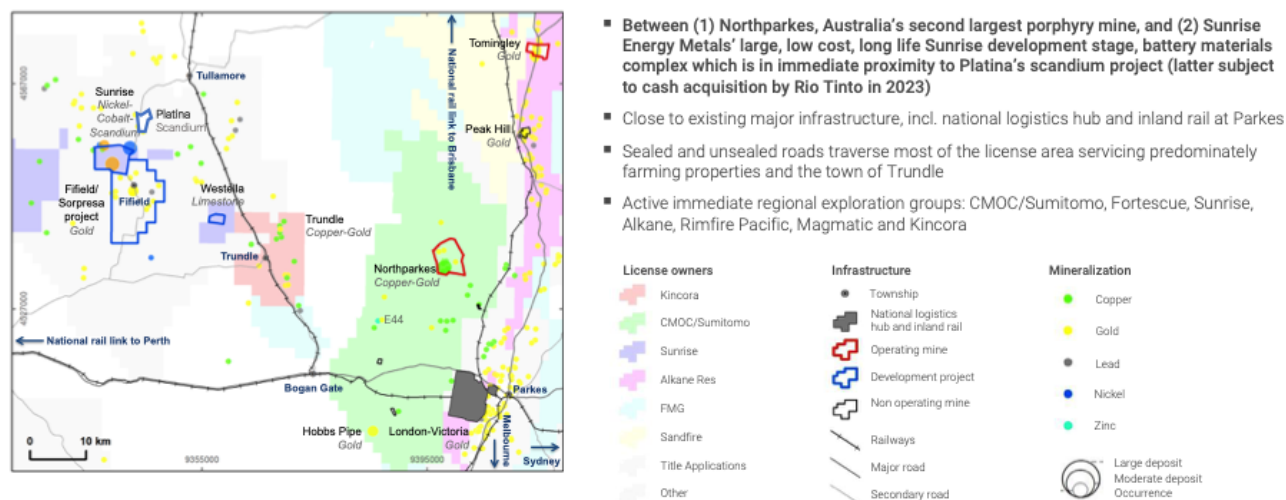 Tomingley
Gold
National rail link to Brisbane
Tullamore
4567000
Sunrise
Nickel-
Cobalt-
Scandium
Platina
Scandium
Peak Hill
Gold
Fifield/
Sorpresa
project
Gold
Fifield
Westella
Limestone
Trundle
Copper-Gold
Trundle
Northparkes
Copper-Gold
E44
4527000
National rail link to Perth
Bogan Gate
Parkes
Hobbs Pipe
Gold
London-Victoria
Gold
Melbourne
Sydney
0 10 km
9355000
9395000
▪ Between (1) Northparkes, Australia's second largest porphyry mine, and (2) Sunrise
Energy Metals' large, low cost, long life Sunrise development stage, battery materials
complex which is in immediate proximity to Platina's scandium project (latter subject
to cash acquisition by Rio Tinto in 2023)
▪ Close to existing major infrastructure, incl. national logistics hub and inland rail at Parkes
▪ Sealed and unsealed roads traverse most of the license area servicing predominately
farming properties and the town of Trundle
▪ Active immediate regional exploration groups: CMOC/Sumitomo, Fortescue, Sunrise,
Alkane, Rimfire Pacific, Magmatic and Kincora
License owners
Kincora
CMOC/Sumitomo
Sunrise
Alkane Res
FMG
Sandfire
Title Applications
Other
Infrastructure
Township
National logistics
hub and inland rail
Operating mine
Development project
Non operating mine
Railways
Major road
Secondary road
Mineralization
Copper
Gold
Lead
Nickel
Zinc
Large deposit
Moderate deposit
Occurrence